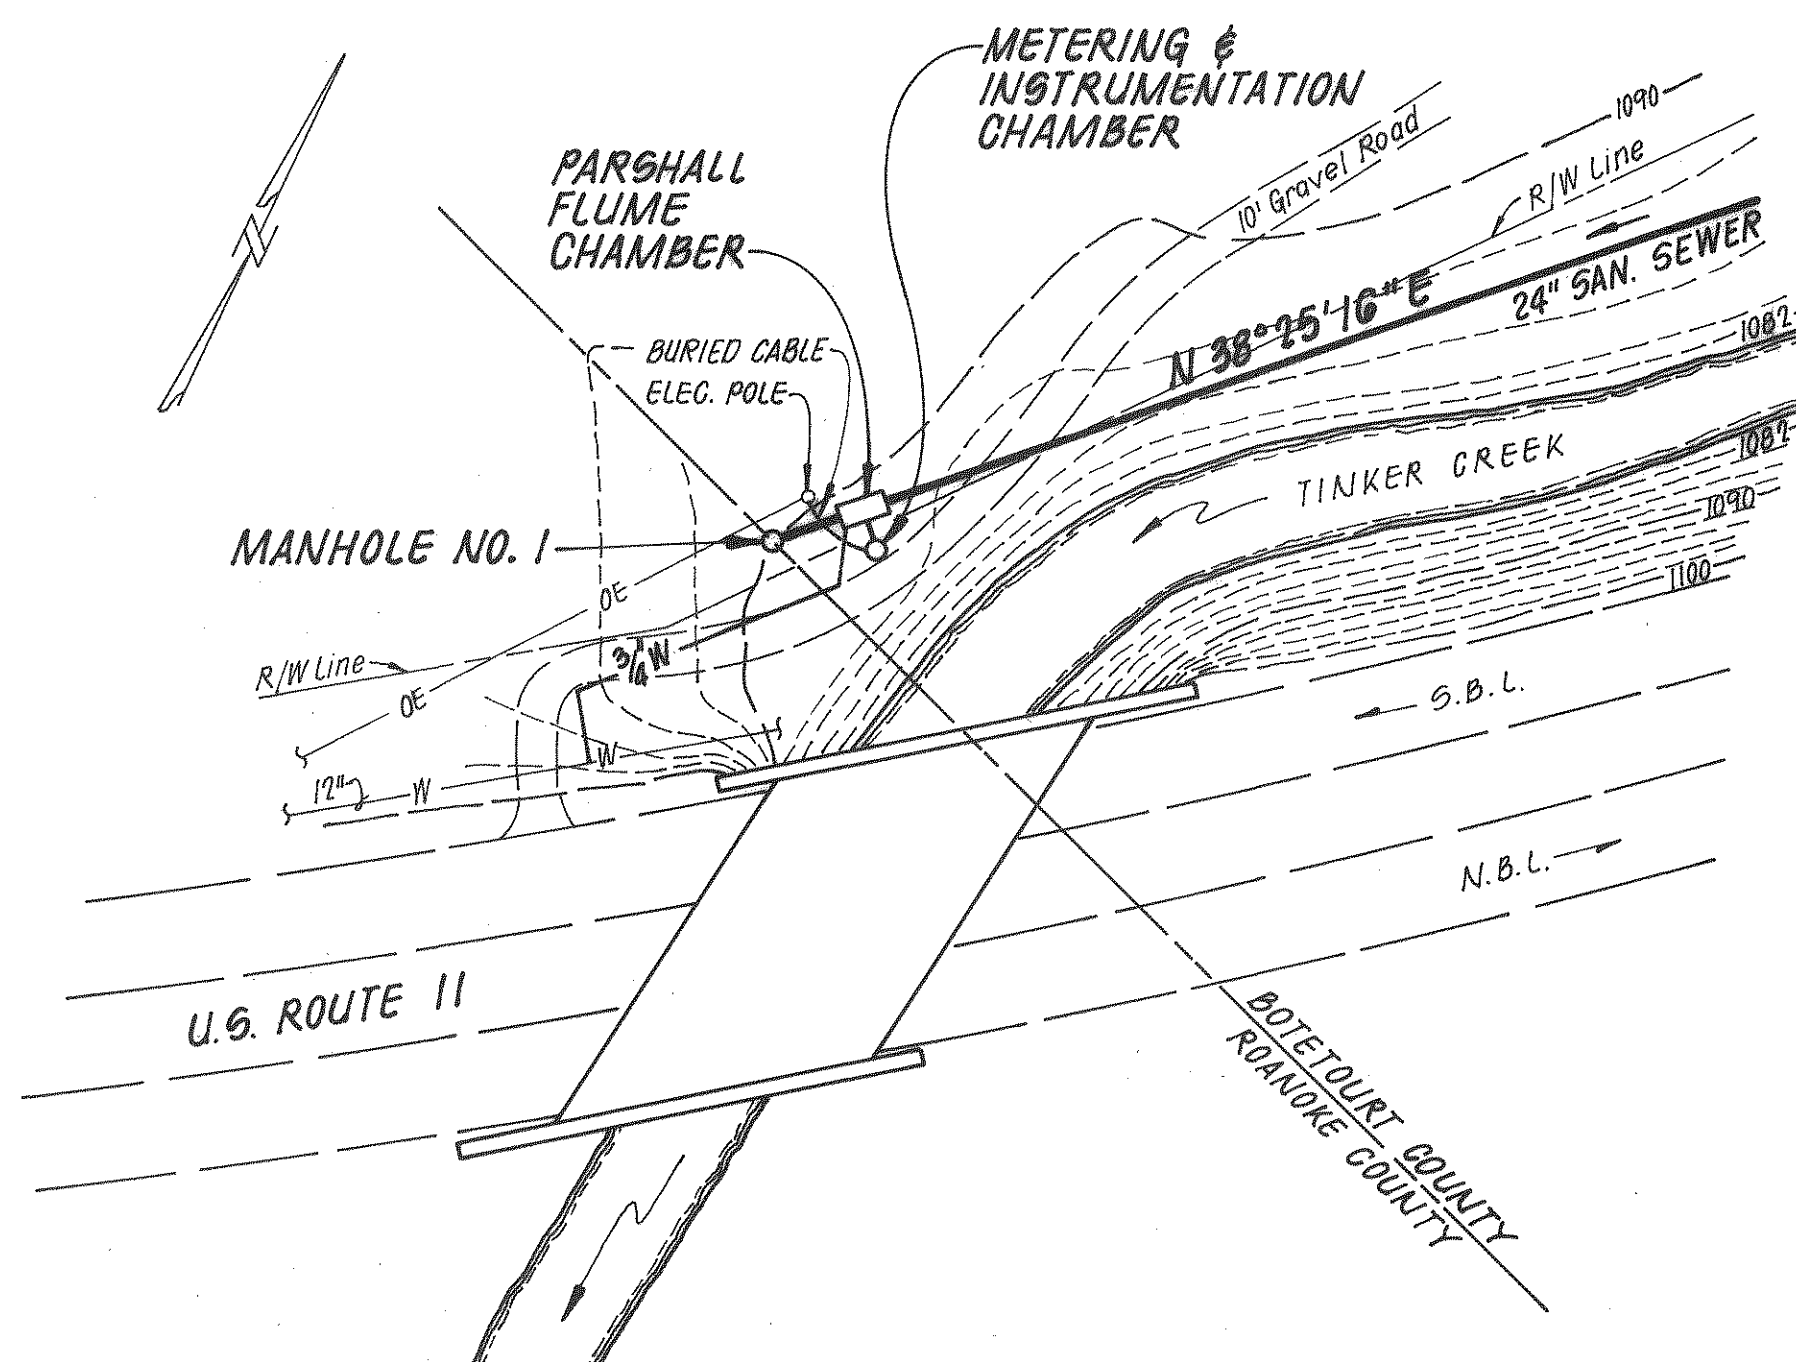 METERING &
INSTRUMENTATION
CHAMBER
PARSHALL
FLUME
CHAMBER
1090
10' Gravel Road
R/W Line
N
N 38° 25' 16" E
24" SAN. SEWER
1082
BURIED CABLE
ELEC. POLE
TINKER CREEK
1082
1090
1100
MANHOLE NO. 1
OE
3/4 W
R/W Line
OE
S.B.L.
W
12"
W
N.B.L.
U.S. ROUTE 11
BOTETOURT COUNTY
ROANOKE COUNTY